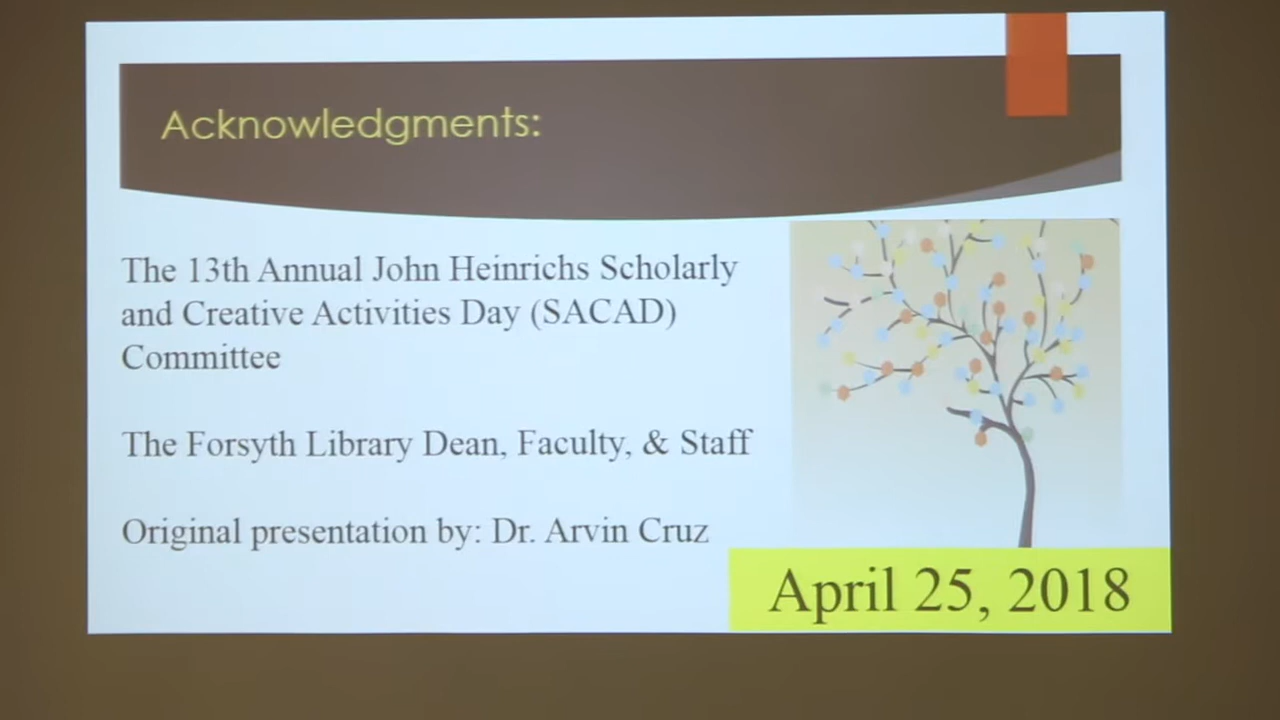 Acknowledgments:
The 13th Annual John Heinrichs Scholarly
and Creative Activities Day (SACAD)
Committee
The Forsyth Library Dean, Faculty, & Staff
Original presentation by: Dr. Arvin Cruz
April 25, 2018